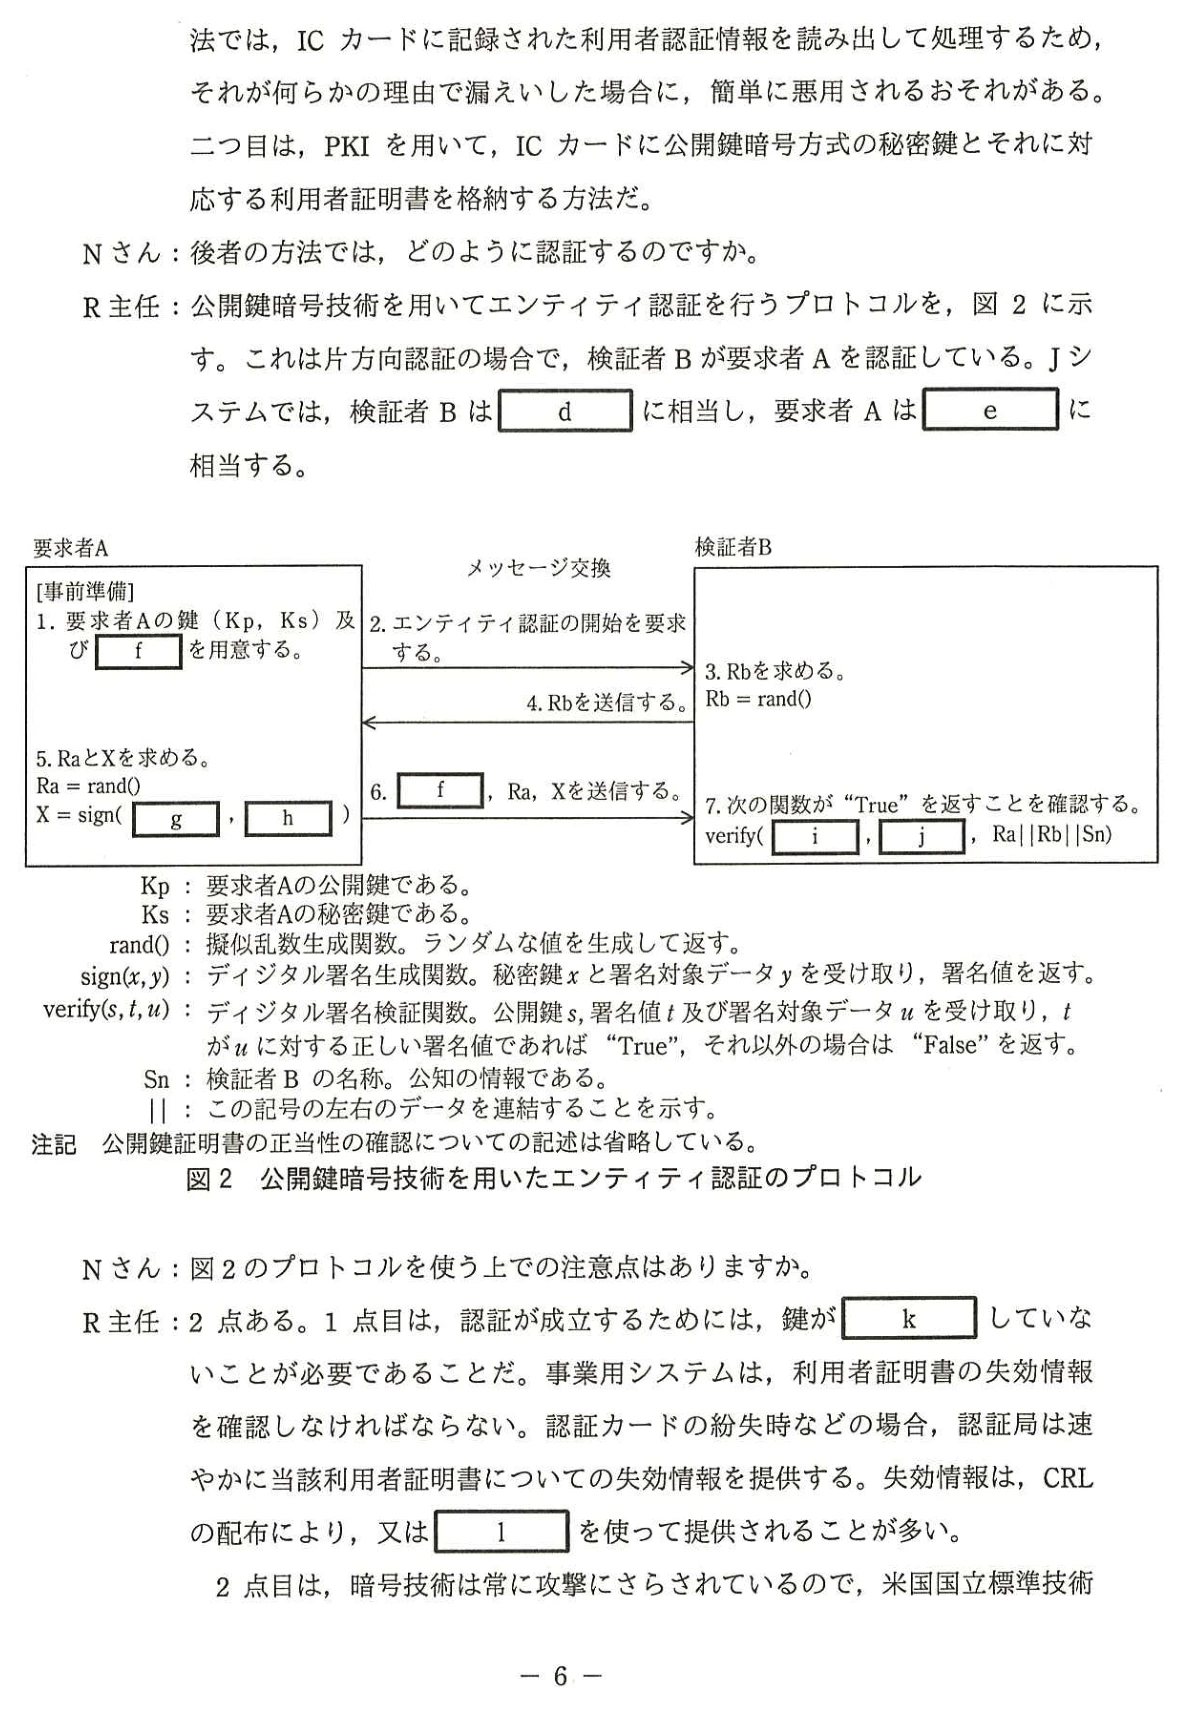 法では，IC カードに記録された利用者認証情報を読み出して処理するため，
それが何らかの理由で漏えいした場合に，簡単に悪用されるおそれがある。
二つ目は，PKI を用いて，IC カードに公開鍵暗号方式の秘密鍵とそれに対
応する利用者証明書を格納する方法だ。
N さん：後者の方法では，どのように認証するのですか。
R 主任：公開鍵暗号技術を用いてエンティティ認証を行うプロトコルを，図 2 に示
す。これは片方向認証の場合で，検証者 B が要求者 A を認証している。J シ
ステムでは，検証者 B は d に相当し，要求者 A は e に
相当する。
要求者A
メッセージ交換
検証者B
[事前準備]
1. 要求者Aの鍵（Kp，Ks）及
び f を用意する。
2. エンティティ認証の開始を要求
する。
3. Rbを求める。
Rb = rand()
4. Rbを送信する。
5. RaとXを求める。
Ra = rand()
X = sign( g ， h )
6. f ，Ra，Xを送信する。
7. 次の関数が“True”を返すことを確認する。
verify( i ， j ，Ra||Rb||Sn)
Kp ：要求者Aの公開鍵である。
Ks ：要求者Aの秘密鍵である。
rand() ：擬似乱数生成関数。ランダムな値を生成して返す。
sign(x, y) ：ディジタル署名生成関数。秘密鍵 x と署名対象データ y を受け取り，署名値を返す。
verify(s, t, u) ：ディジタル署名検証関数。公開鍵 s, 署名値 t 及び署名対象データ u を受け取り，t
が u に対する正しい署名値であれば “True”，それ以外の場合は “False” を返す。
Sn ：検証者 B の名称。公知の情報である。
|| ：この記号の左右のデータを連結することを示す。
注記　公開鍵証明書の正当性の確認についての記述は省略している。
図 2　公開鍵暗号技術を用いたエンティティ認証のプロトコル
N さん：図 2 のプロトコルを使う上での注意点はありますか。
R 主任：2 点ある。1 点目は，認証が成立するためには，鍵が k していな
いことが必要であることだ。事業用システムは，利用者証明書の失効情報
を確認しなければならない。認証カードの紛失時などの場合，認証局は速
やかに当該利用者証明書についての失効情報を提供する。失効情報は，CRL
の配布により，又は l を使って提供されることが多い。
2 点目は，暗号技術は常に攻撃にさらされているので，米国国立標準技術
－ 6 －